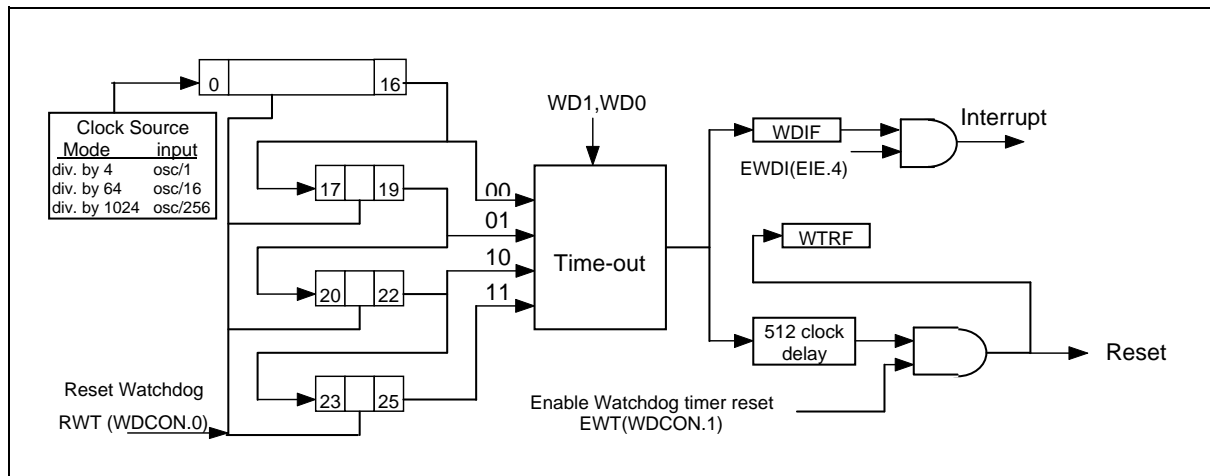 0
16
Clock Source
Mode input
div. by 4 osc/1
div. by 64 osc/16
div. by 1024 osc/256
17
19
20
22
23
25
Reset Watchdog
RWT (WDCON.0)
WD1,WD0
00
01
10
11
Time-out
WDIF
EWDI(EIE.4)
Interrupt
WTRF
512 clock
delay
Reset
Enable Watchdog timer reset
EWT(WDCON.1)